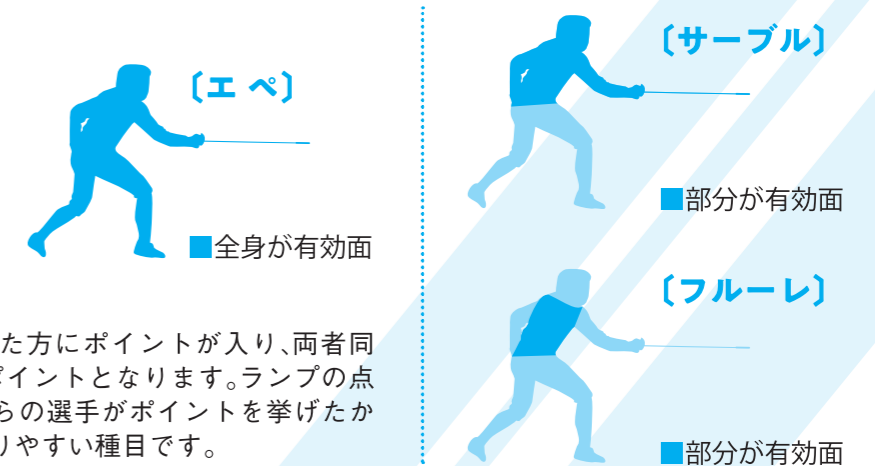 〔エ ペ〕
■全身が有効面
た方にポイントが入り、両者同
ポイントとなります。ランプの点
らの選手がポイントを挙げたか
りやすい種目です。
〔サーブル〕
■部分が有効面
〔フルーレ〕
■部分が有効面